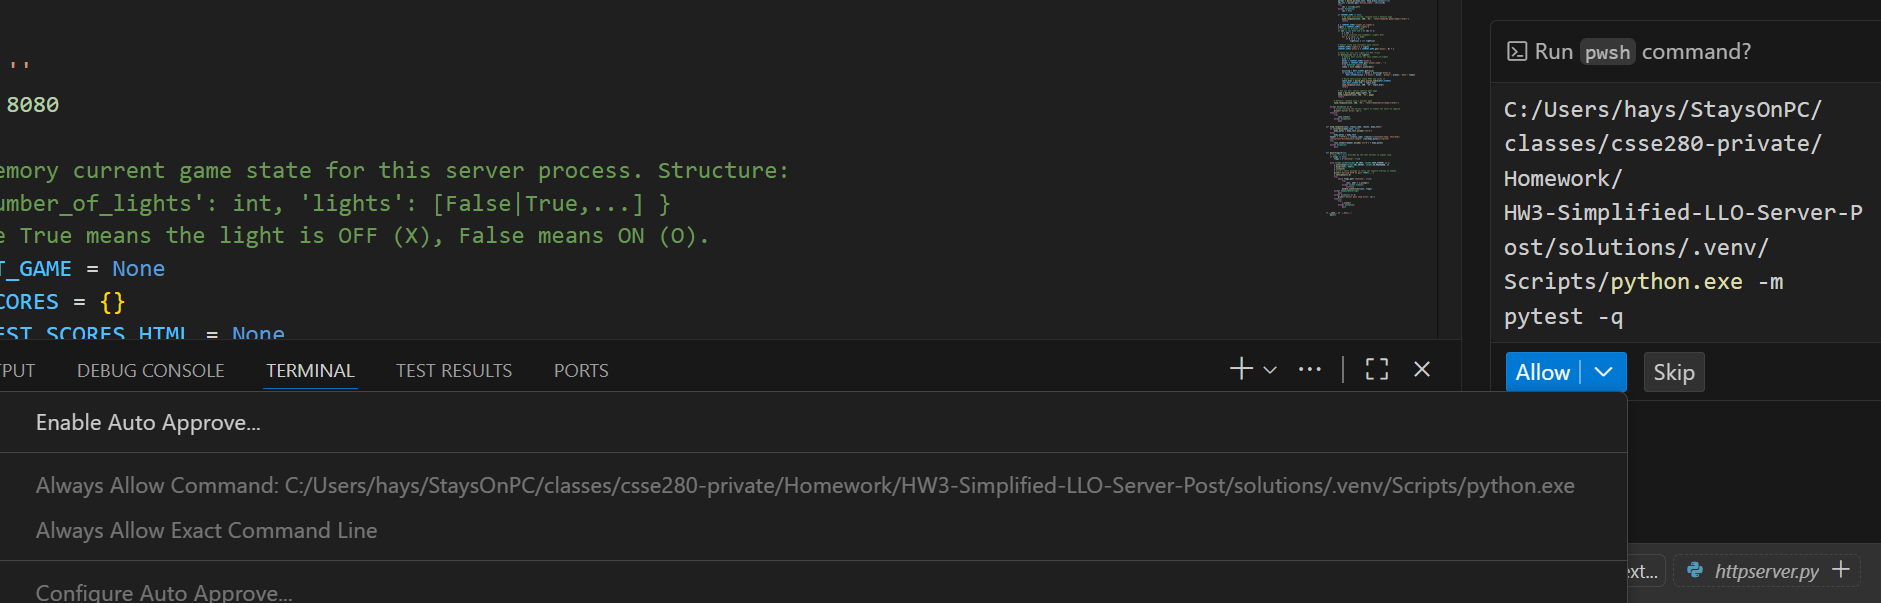 ''
8080
emory current game state for this server process. Structure:
umber_of_lights': int, 'lights': [False|True,...] }
e True means the light is OFF (X), False means ON (O).
T_GAME = None
CORES = {}
EST_SCORES_HTML = None
PUT
DEBUG CONSOLE
TERMINAL
TEST RESULTS
PORTS
Enable Auto Approve...
Always Allow Command: C:/Users/hays/StaysOnPC/classes/csse280-private/Homework/HW3-Simplified-LLO-Server-Post/solutions/.venv/Scripts/python.exe
Always Allow Exact Command Line
Configure Auto Approve...
Run pwsh command?
C:/Users/hays/StaysOnPC/
classes/csse280-private/
Homework/
HW3-Simplified-LLO-Server-P
ost/solutions/.venv/
Scripts/python.exe -m
pytest -q
Allow
Skip
ext...
httpserver.py